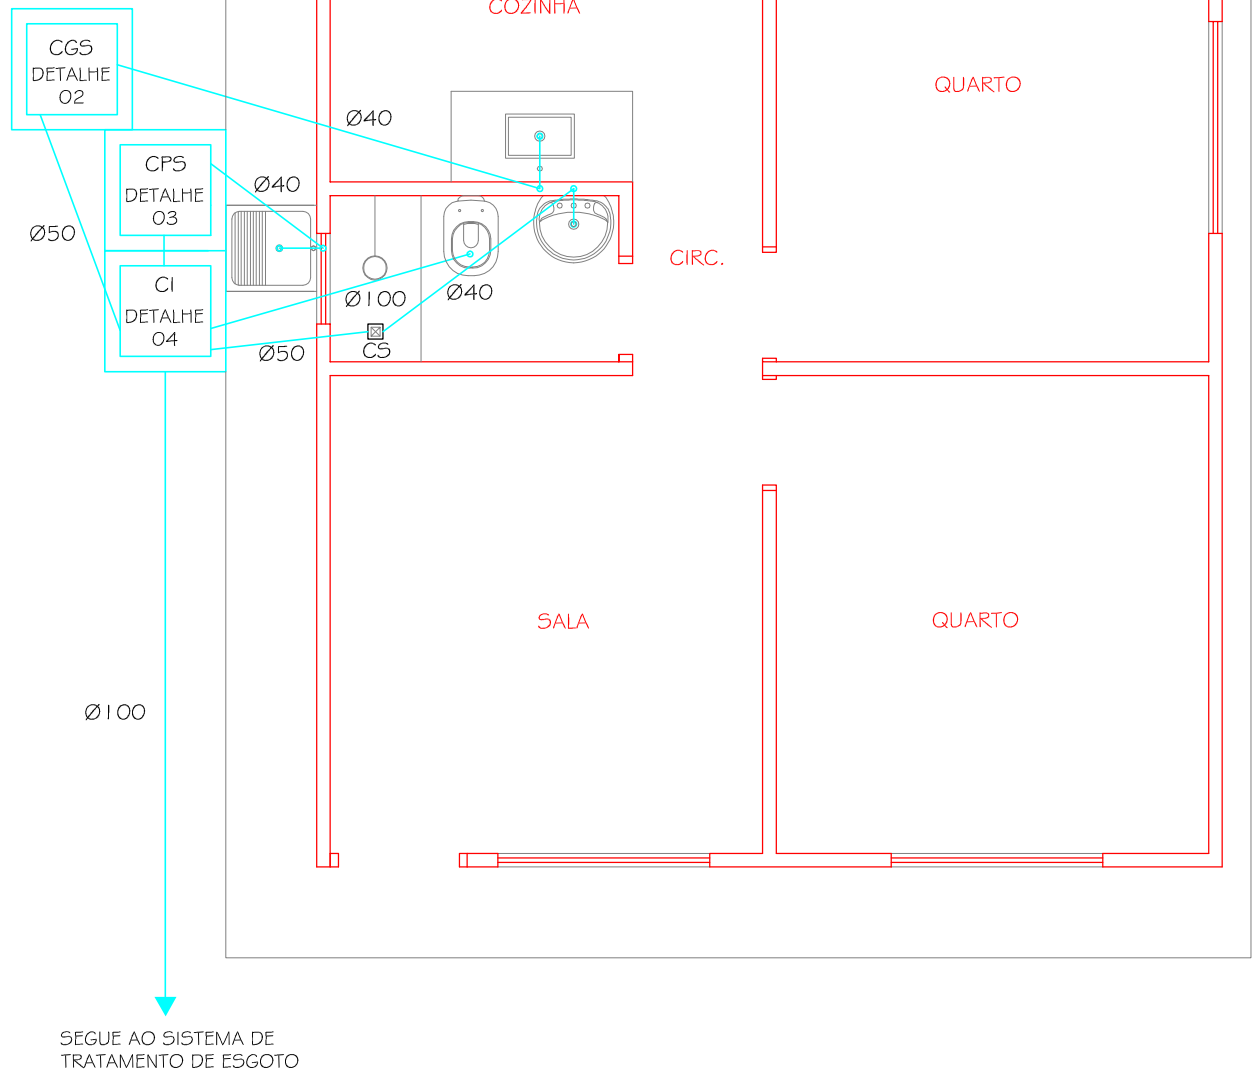 COZINHA
CGS
DETALHE
02
QUARTO
Ø40
CPS
DETALHE
03
Ø40
Ø50
CIRC.
CI
DETALHE
04
Ø100
Ø40
Ø50
CS
SALA
QUARTO
Ø100
SEGUE AO SISTEMA DE
TRATAMENTO DE ESGOTO